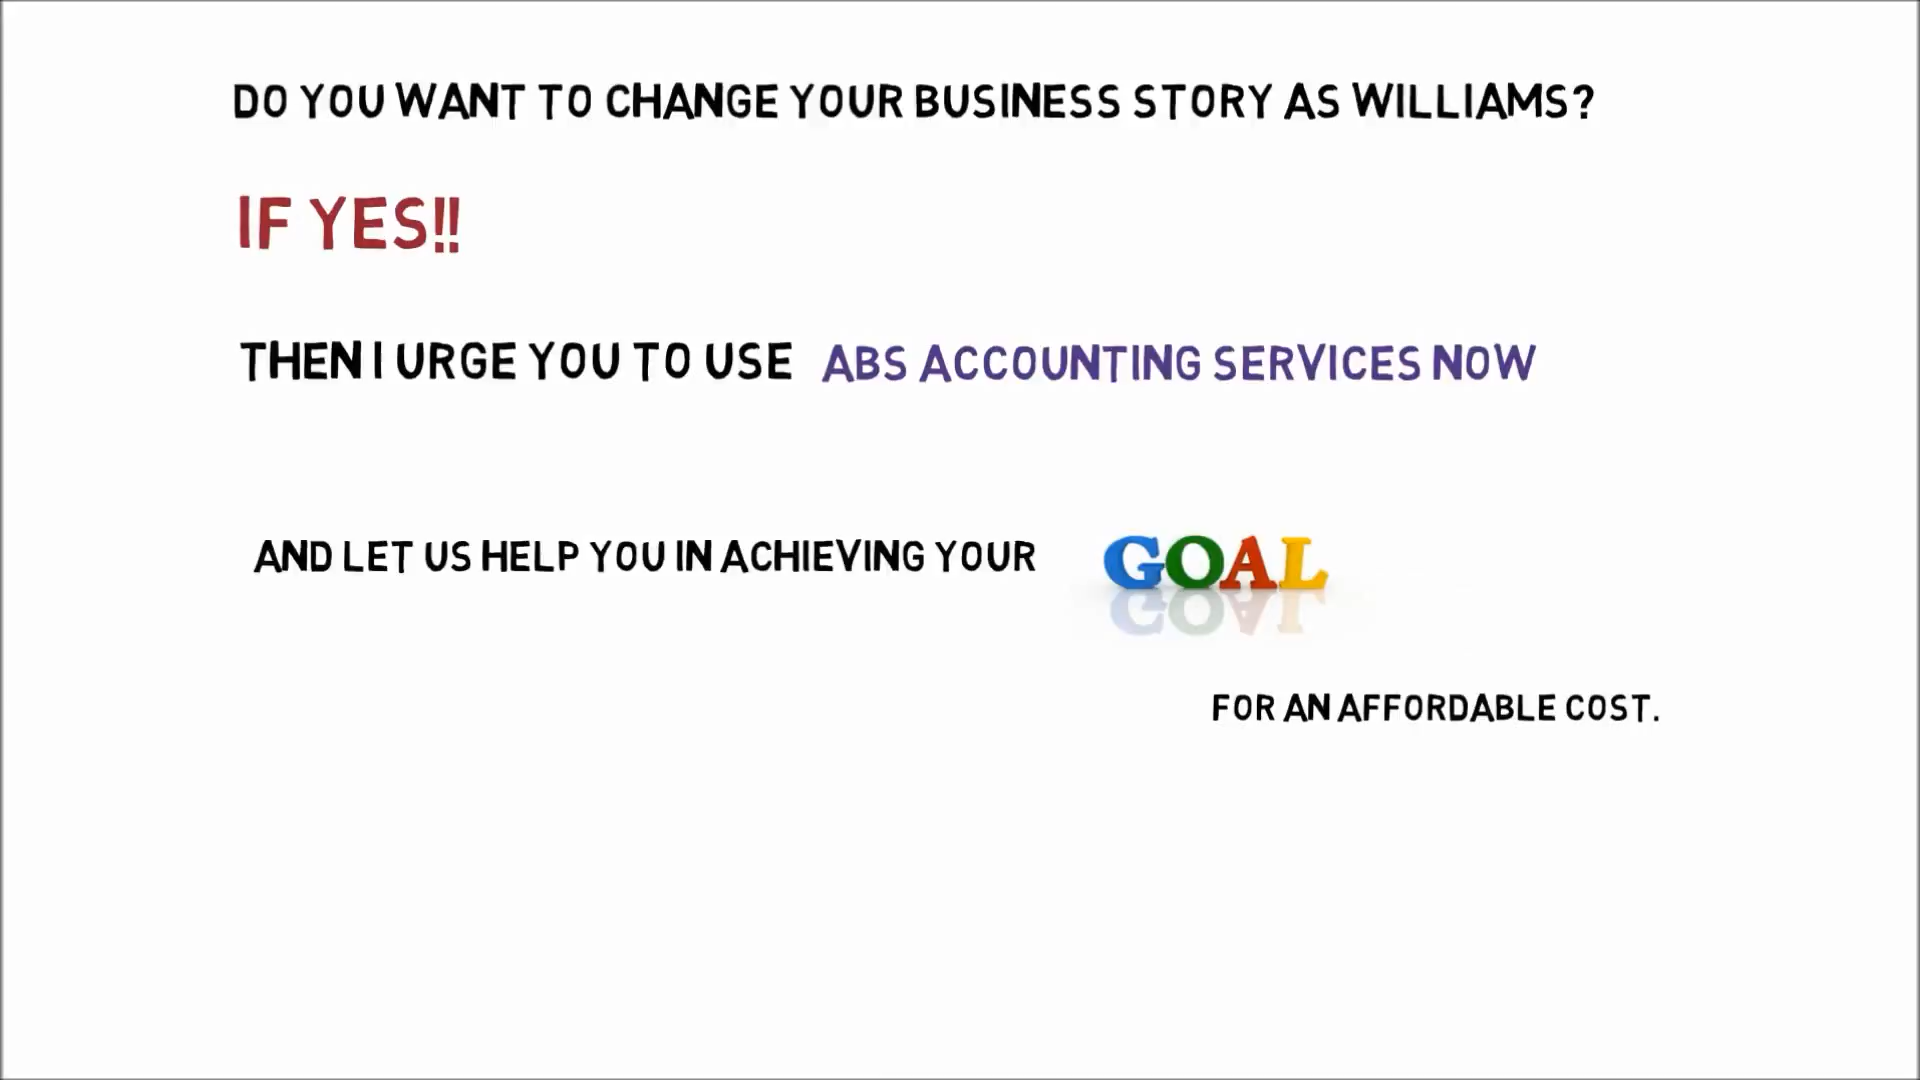 DO YOU WANT TO CHANGE YOUR BUSINESS STORY AS WILLIAMS?
IF YES!!
THEN I URGE YOU TO USE ABS ACCOUNTING SERVICES NOW
AND LET US HELP YOU IN ACHIEVING YOUR GOAL
FOR AN AFFORDABLE COST.